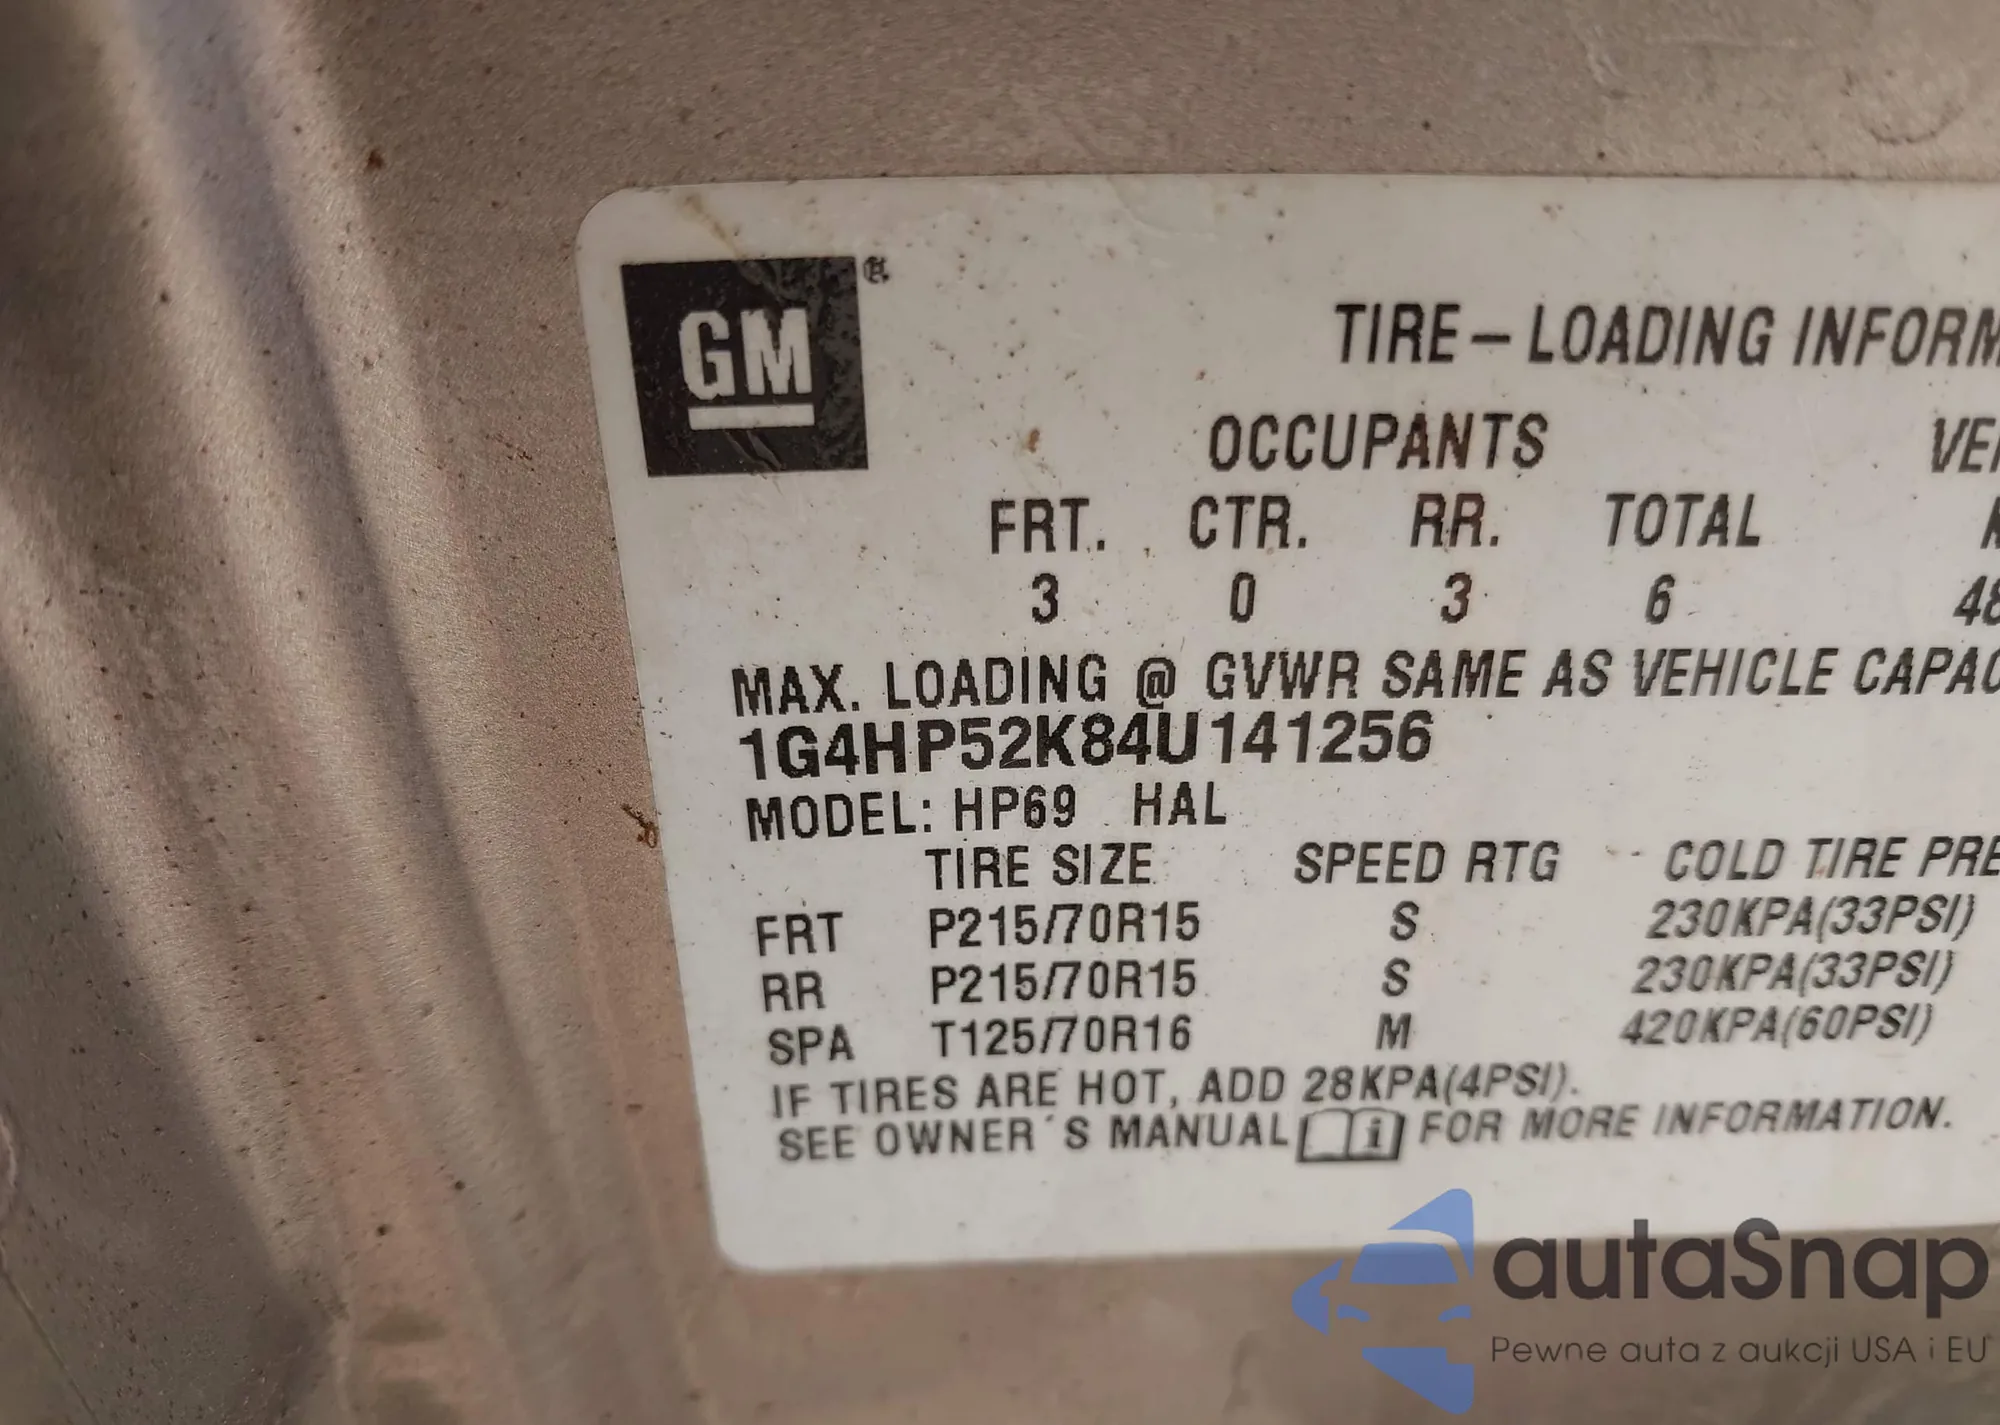 GM®
TIRE – LOADING INFORM
OCCUPANTS VE
FRT. CTR. RR. TOTAL
3 0 3 6 48
MAX. LOADING @ GVWR SAME AS VEHICLE CAPAC
1G4HP52K84U141256
MODEL: HP69 HAL
TIRE SIZE SPEED RTG COLD TIRE PRE
FRT P215/70R15 S 230KPA(33PSI)
RR P215/70R15 S 230KPA(33PSI)
SPA T125/70R16 M 420KPA(60PSI)
IF TIRES ARE HOT, ADD 28KPA(4PSI).
SEE OWNER´S MANUAL i FOR MORE INFORMATION.
autaSnap
Pewne auta z aukcji USA i EU